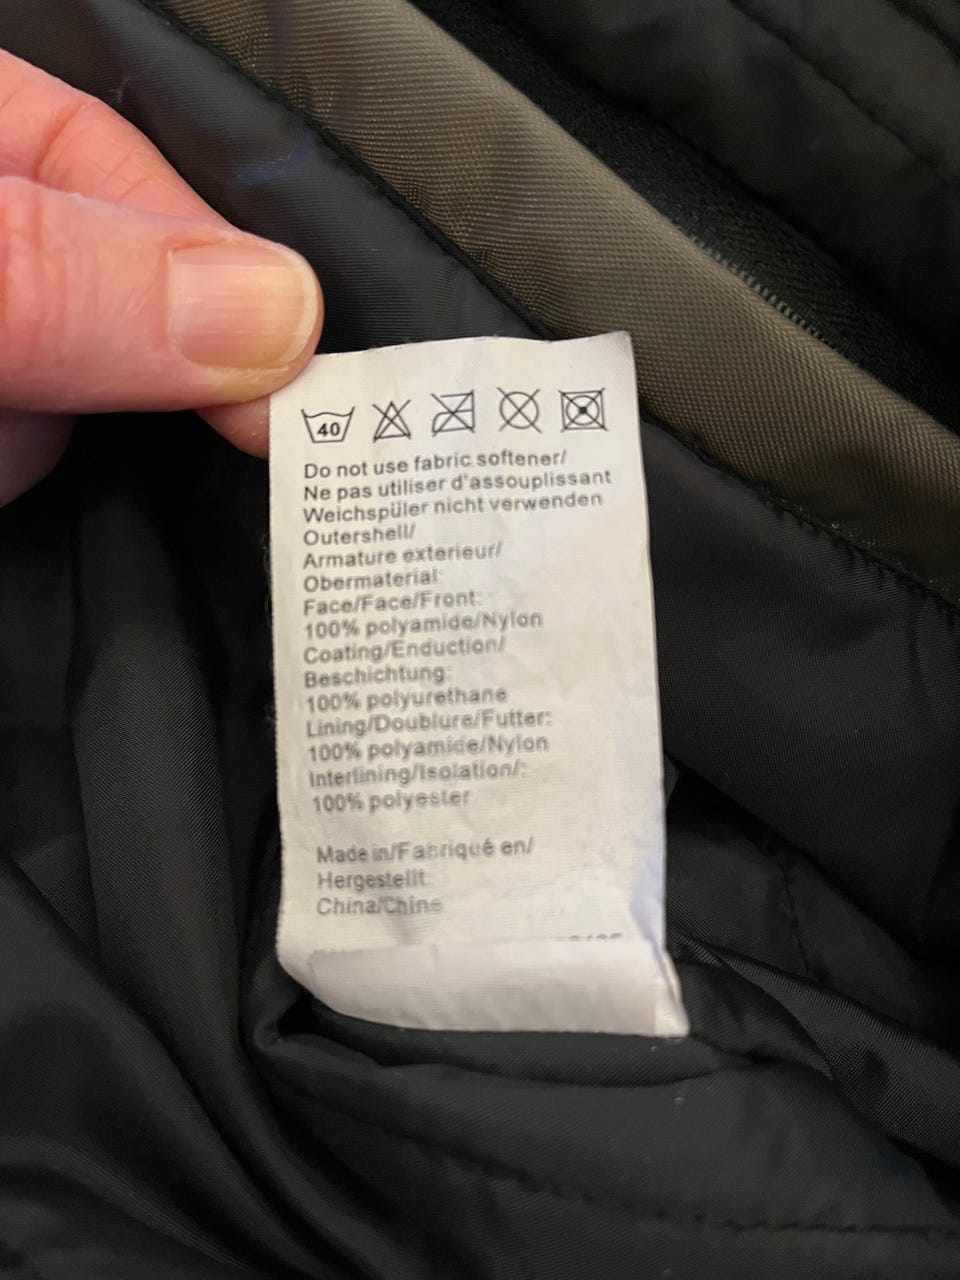 40
Do not use fabric softener/
Ne pas utiliser d'assouplissant
Weichspüler nicht verwenden
Outershell/
Armature exterieur/
Obermaterial:
Face/Face/Front:
100% polyamide/Nylon
Coating/Enduction/
Beschichtung:
100% polyurethane
Lining/Doublure/Futter:
100% polyamide/Nylon
Interlining/Isolation/:
100% polyester
Made in/Fabriqué en/
Hergestellt:
China/Chine